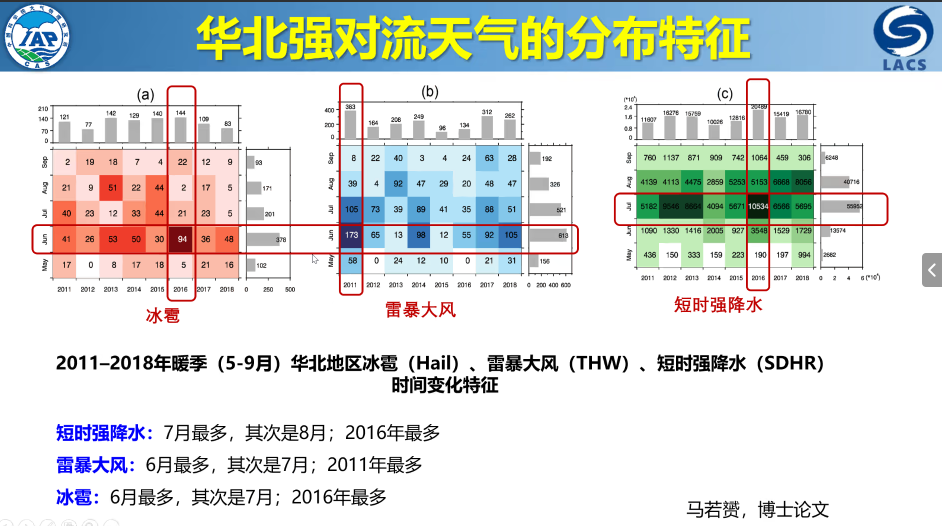 华北强对流天气的分布特征
IAP
CAS
LACS
(a)
210
140
70
0
121 77 142 129 140 144 109 83
Sep 2 19 18 7 4 22 12 9 93
Aug 21 9 51 22 44 2 17 5 171
Jul 40 23 12 33 44 21 23 5 201
Jun 41 26 53 50 30 94 36 48 378
May 17 0 8 17 18 5 21 16 102
2011 2012 2013 2014 2015 2016 2017 2018 0 250 500
冰雹
(b)
400
200
0
383 164 208 249 96 134 312 262
Sep 8 22 40 3 4 24 63 28 192
Aug 39 4 92 47 29 20 48 47 326
Jul 105 73 39 89 41 35 88 51 521
Jun 173 65 13 98 12 55 92 105 613
May 58 0 24 12 10 0 21 31 156
2011 2012 2013 2014 2015 2016 2017 2018 0 200 400 600
雷暴大风
(c)
(*10⁴)
2.4
1.6
0.8
0
11607 16276 15759 10026 12816 20489 15419 16780
Sep 760 1137 871 909 742 1064 459 306 6248
Aug 4139 4113 4475 2859 5253 5153 6668 8056 40716
Jul 5182 9546 8664 4094 5671 10534 6566 5695 55952
Jun 1090 1330 1416 2005 927 3548 1529 1729 13574
May 436 150 333 159 223 190 197 994 2682
2011 2012 2013 2014 2015 2016 2017 2018 0 2 4 6 (*10⁴)
短时强降水
2011–2018年暖季（5-9月）华北地区冰雹（Hail）、雷暴大风（THW）、短时强降水（SDHR）
时间变化特征
短时强降水：7月最多，其次是8月；2016年最多
雷暴大风：6月最多，其次是7月；2011年最多
冰雹：6月最多，其次是7月；2016年最多
马若赟，博士论文